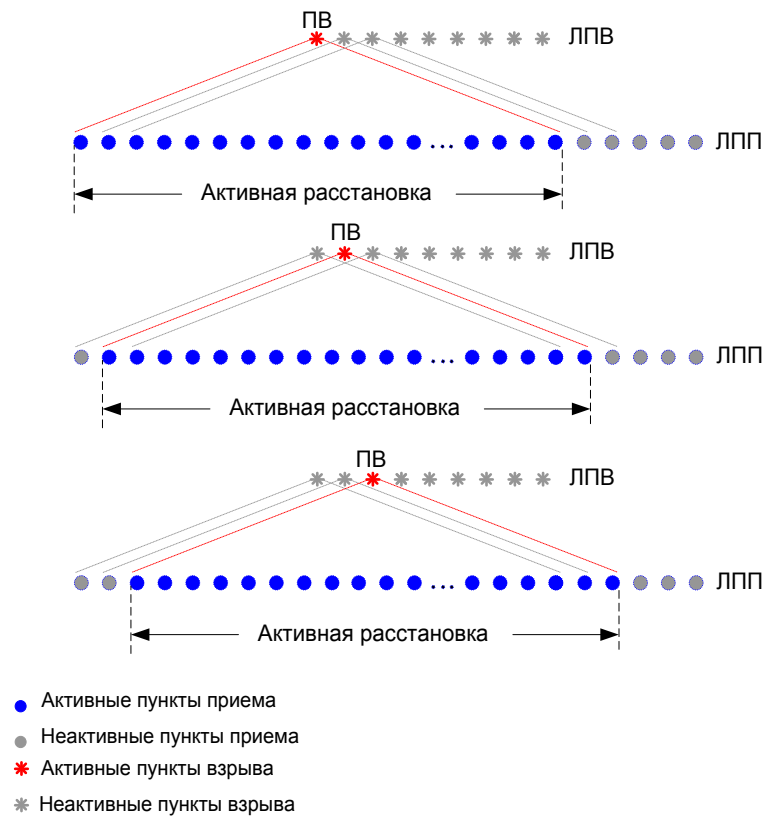 ПВ
ЛПВ
... ЛПП
Активная расстановка
ПВ
ЛПВ
... ЛПП
Активная расстановка
ПВ
ЛПВ
... ЛПП
Активная расстановка
Активные пункты приема
Неактивные пункты приема
Активные пункты взрыва
Неактивные пункты взрыва